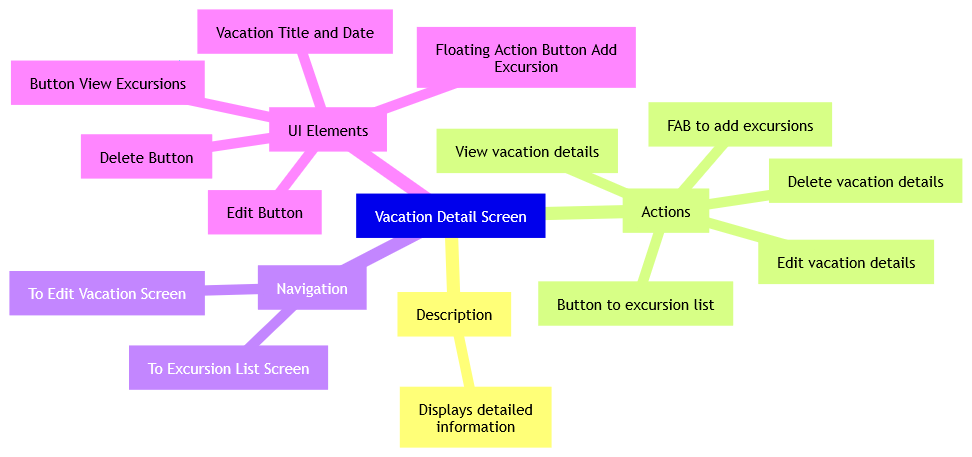 Vacation Title and Date
Floating Action Button Add
Excursion
Button View Excursions
UI Elements
Delete Button
Edit Button
FAB to add excursions
View vacation details
Delete vacation details
Actions
Edit vacation details
Button to excursion list
Vacation Detail Screen
Navigation
To Edit Vacation Screen
To Excursion List Screen
Description
Displays detailed
information